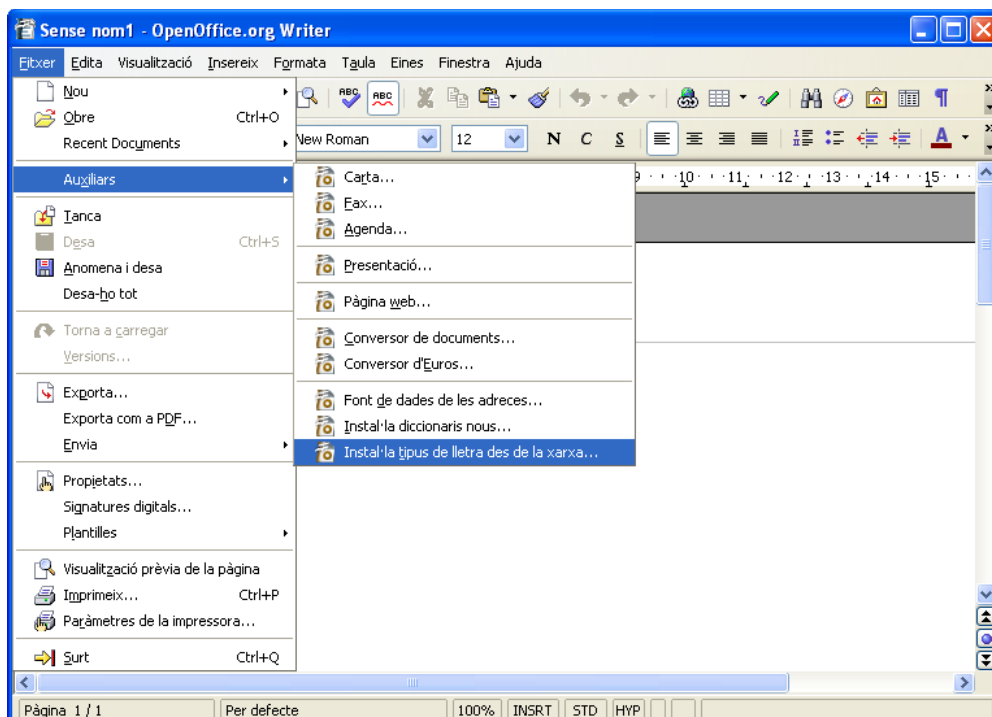 Sense nom1 - OpenOffice.org Writer
Fitxer Edita Visualització Insereix Formata Taula Eines Finestra Ajuda
Nou
Obre Ctrl+O
Recent Documents
Auxiliars
Tanca
Desa Ctrl+S
Anomena i desa
Desa-ho tot
Torna a carregar
Versions...
Exporta...
Exporta com a PDF...
Envia
Propietats...
Signatures digitals...
Plantilles
Visualització prèvia de la pàgina
Imprimeix... Ctrl+P
Paràmetres de la impressora...
Surt Ctrl+Q
ABC ABC
New Roman 12 N C S A
9 10 11 12 13 14 15
Carta...
Fax...
Agenda...
Presentació...
Pàgina web...
Conversor de documents...
Conversor d'Euros...
Font de dades de les adreces...
Instal·la diccionaris nous...
Instal·la tipus de lletra des de la xarxa...
Pàgina 1 / 1 Per defecte 100% INSRT STD HYP